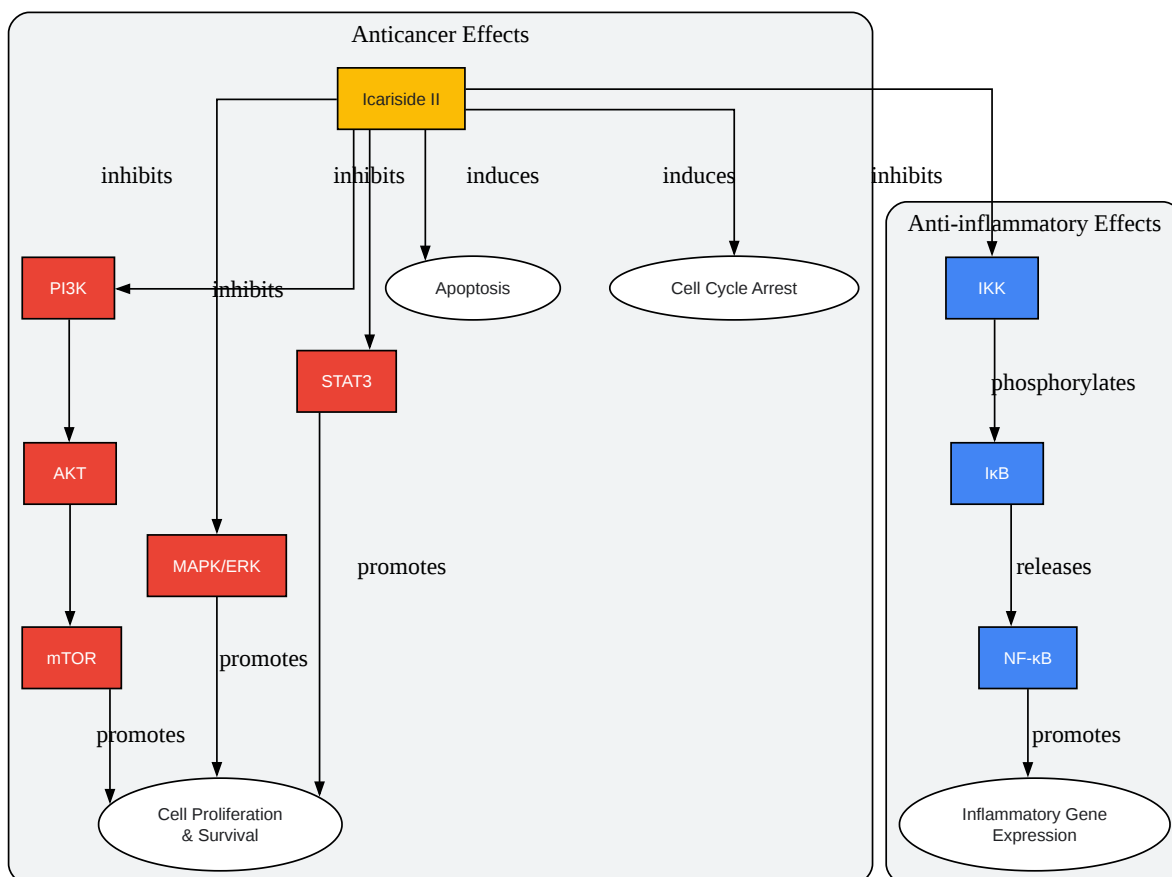 Anticancer Effects
Icariside II
inhibits
inhibits
induces
induces
inhibits
Anti-inflammatory Effects
PI3K
inhibits
Apoptosis
Cell Cycle Arrest
IKK
STAT3
phosphorylates
AKT
IκB
MAPK/ERK
promotes
releases
mTOR
promotes
NF-κB
promotes
promotes
Cell Proliferation
& Survival
Inflammatory Gene
Expression